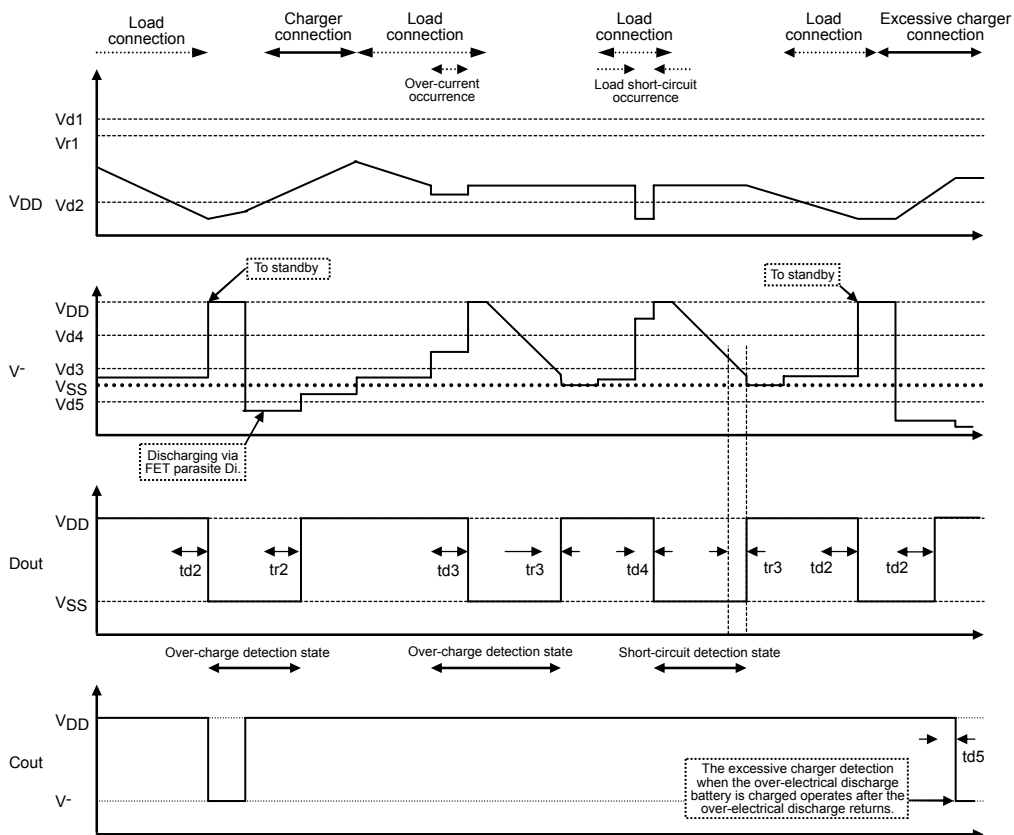 Load
connection
Charger
connection
Load
connection
Load
connection
Load
connection
Excessive charger
connection
Over-current
occurrence
Load short-circuit
occurrence
Vd1
Vr1
VDD
Vd2
To standby
To standby
VDD
Vd4
V-
Vd3
VSS
Vd5
Discharging via
FET parasite Di.
VDD
Dout
td2
tr2
td3
tr3
td4
tr3
td2
td2
VSS
Over-charge detection state
Over-charge detection state
Short-circuit detection state
VDD
Cout
td5
The excessive charger detection
when the over-electrical discharge
battery is charged operates after the
over-electrical discharge returns.
V-